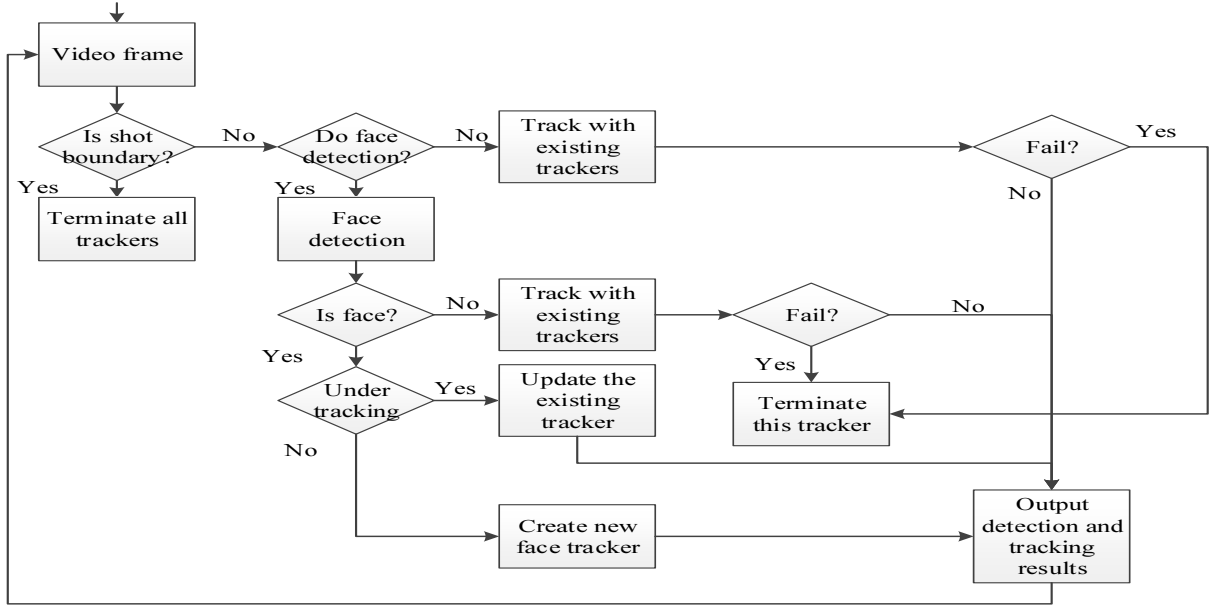 Video frame
Is shot
boundary?
No
Do face
detection?
No
Track with
existing
trackers
Fail?
Yes
Yes
Terminate all
trackers
Yes
Face
detection
No
Is face?
No
Track with
existing
trackers
Fail?
No
Yes
Yes
Under
tracking
Yes
Update the
existing
tracker
Terminate
this tracker
No
Create new
face tracker
Output
detection and
tracking
results